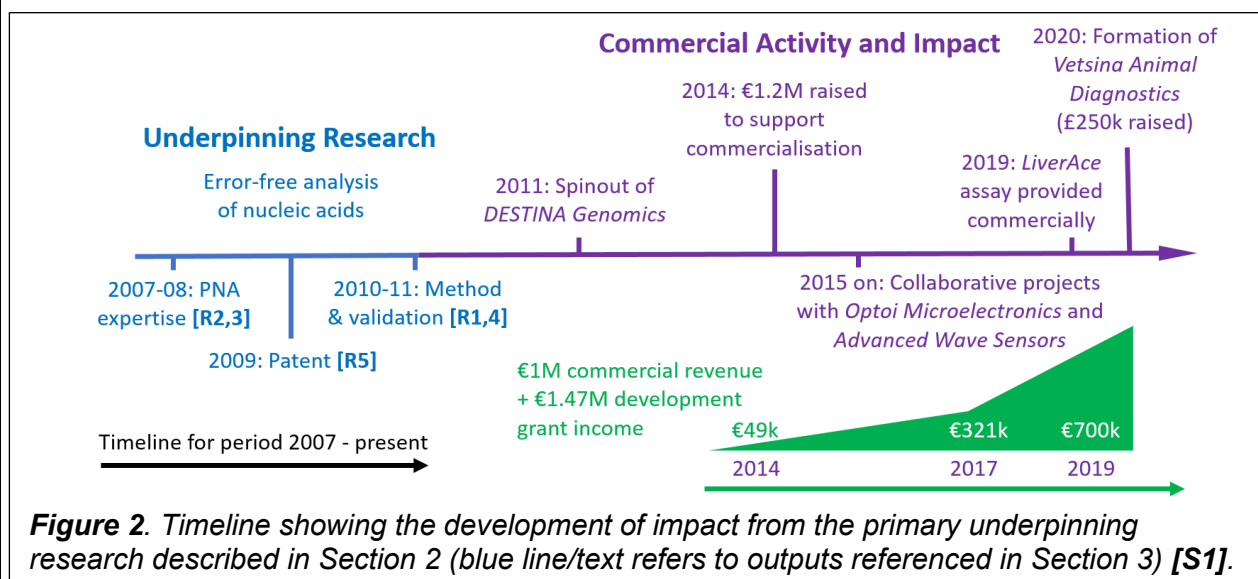 Commercial Activity and Impact
2020: Formation of
Vetsina Animal
Diagnostics
(£250k raised)
2014: €1.2M raised
to support
commercialisation
Underpinning Research
Error-free analysis
of nucleic acids
2011: Spinout of
DESTINA Genomics
2019: LiverAce
assay provided
commercially
2007-08: PNA
expertise [R2,3]
2010-11: Method
& validation [R1,4]
2009: Patent [R5]
2015 on: Collaborative projects
with Optoi Microelectronics and
Advanced Wave Sensors
€1M commercial revenue
+ €1.47M development
grant income
€49k
€321k
€700k
2014
2017
2019
Timeline for period 2007 - present
Figure 2. Timeline showing the development of impact from the primary underpinning
research described in Section 2 (blue line/text refers to outputs referenced in Section 3) [S1].